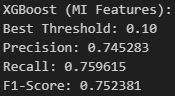 XGBoost (MI Features):
Best Threshold: 0.10
Precision: 0.745283
Recall: 0.759615
F1-Score: 0.752381